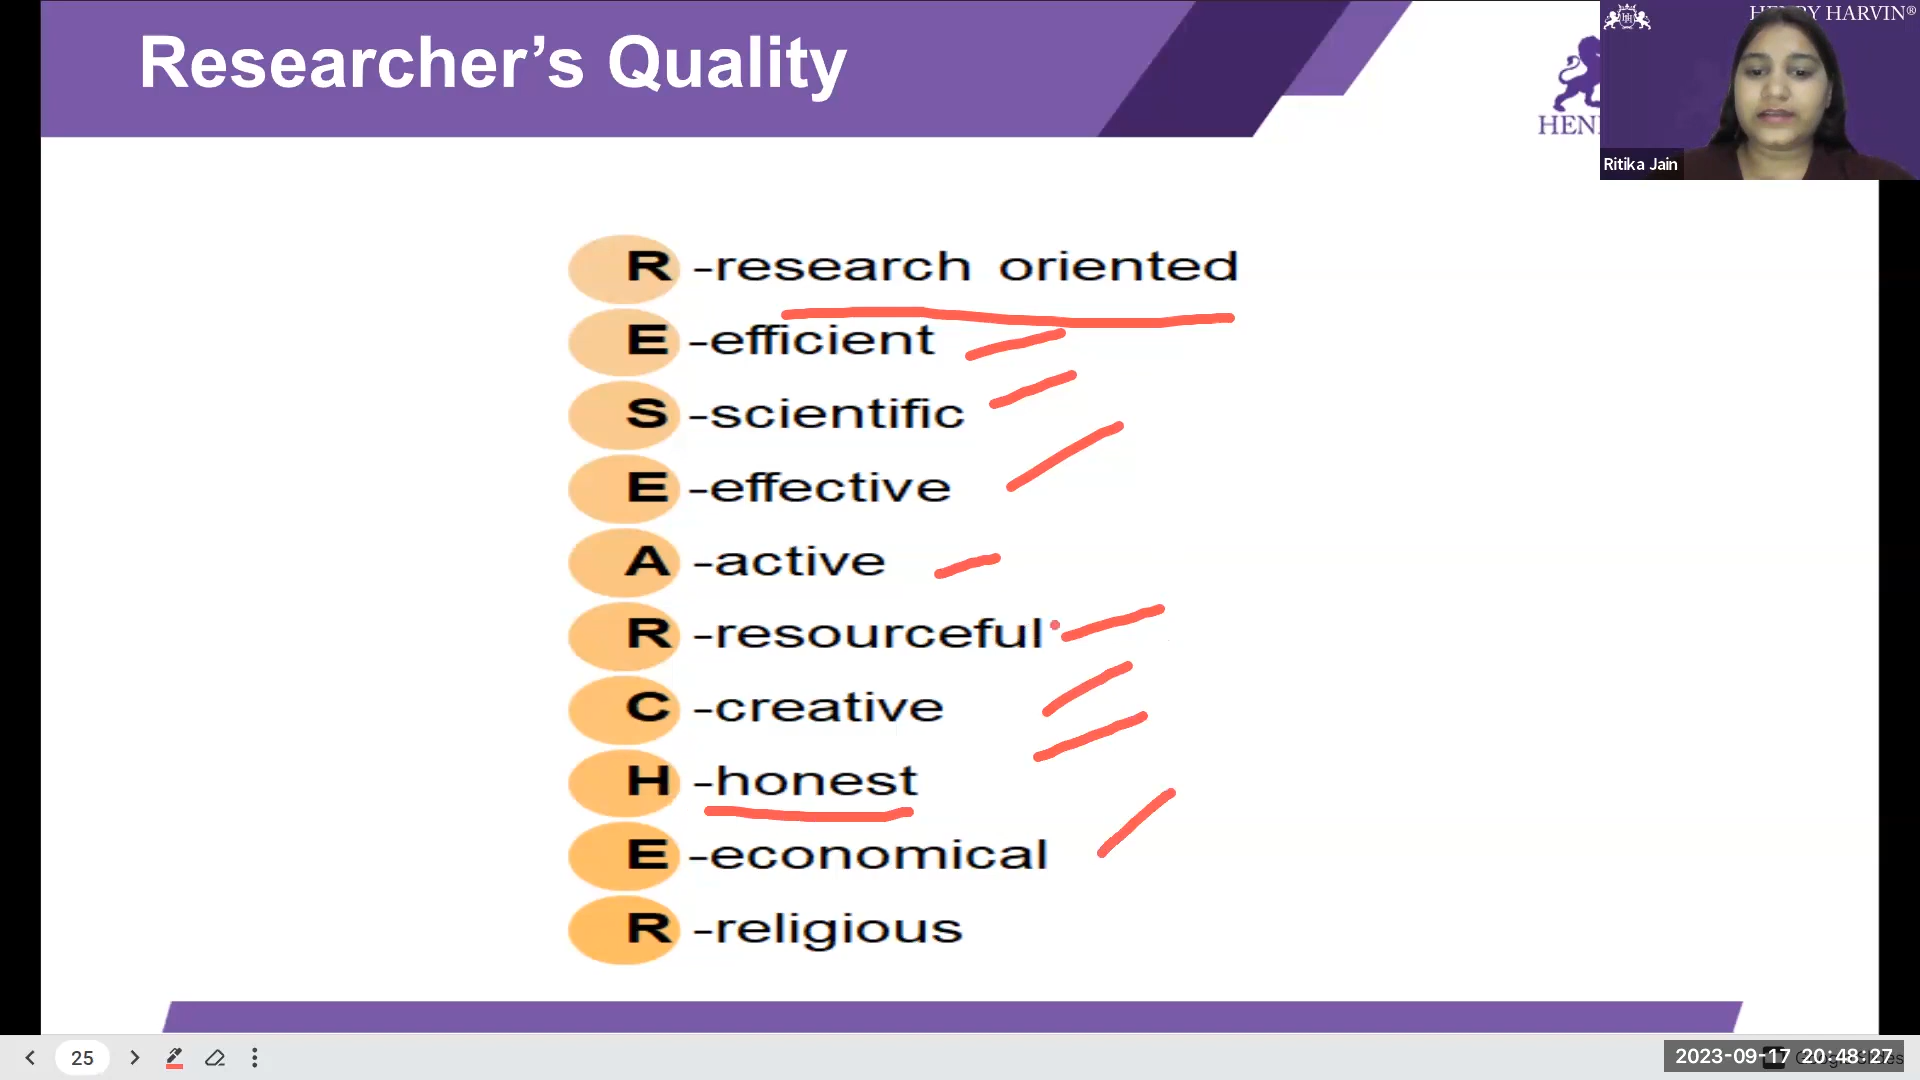 Researcher’s Quality
HENRY HARVIN®
HEN
Ritika Jain
R -research oriented
E -efficient
S -scientific
E -effective
A -active
R -resourceful
C -creative
H -honest
E -economical
R -religious
25
2023-09-17 20:48:27